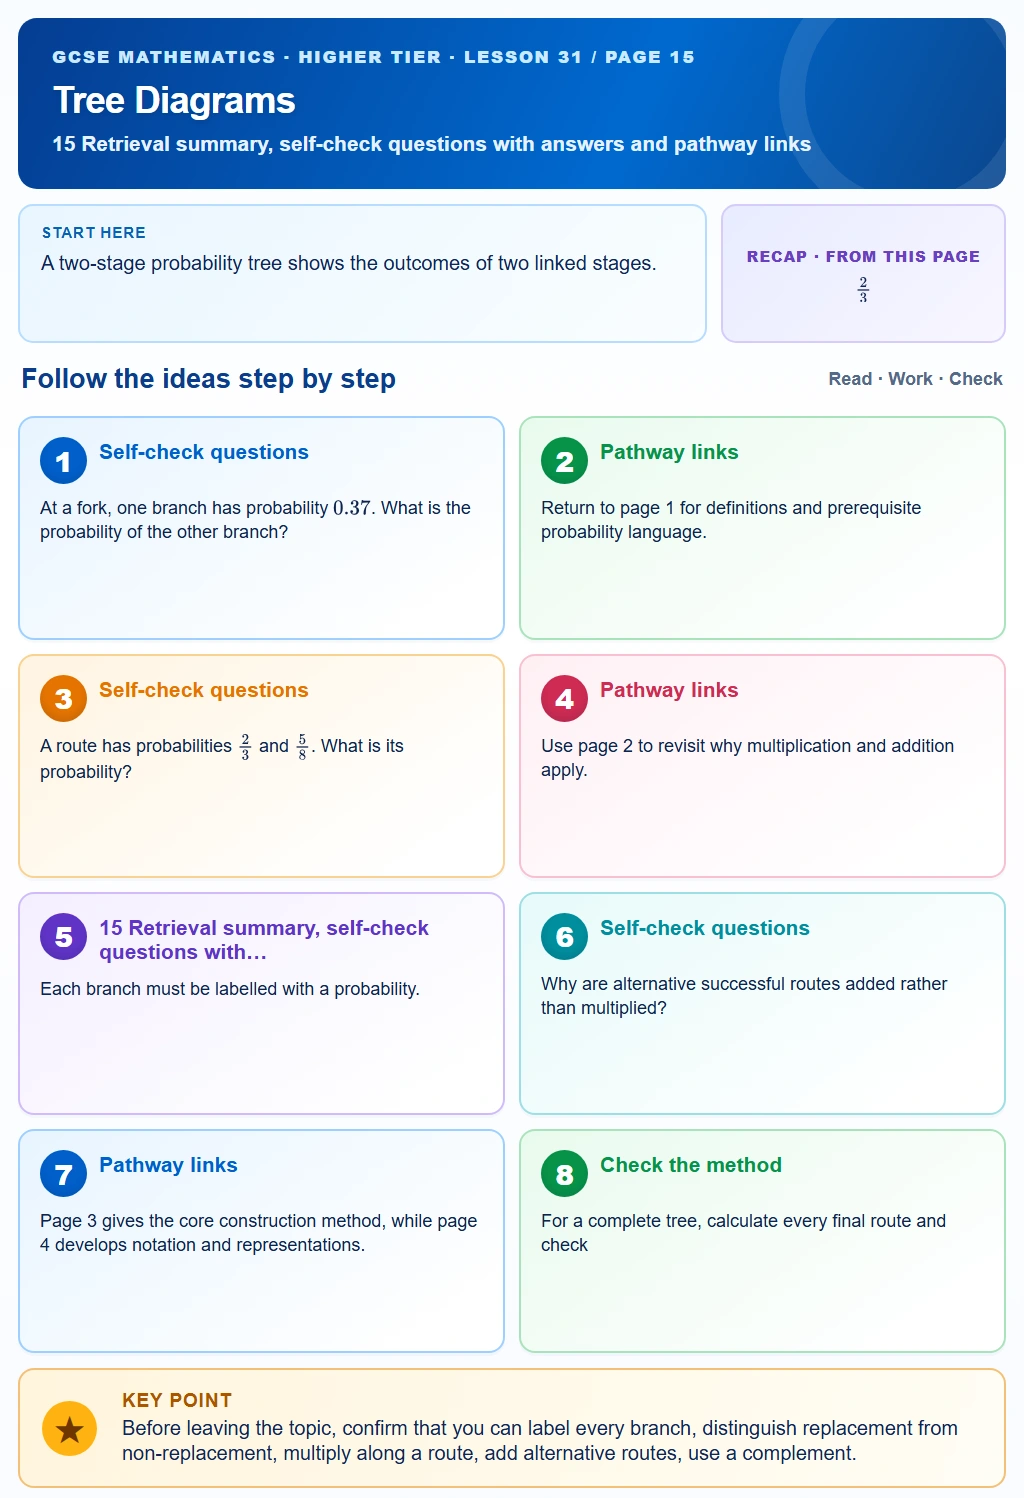 GCSE MATHEMATICS · HIGHER TIER · LESSON 31 / PAGE 15
Tree Diagrams
15 Retrieval summary, self-check questions with answers and pathway links
START HERE
A two-stage probability tree shows the outcomes of two linked stages.
RECAP · FROM THIS PAGE
2/3
Follow the ideas step by step
Read · Work · Check
1 Self-check questions
At a fork, one branch has probability 0.37. What is the
probability of the other branch?
2 Pathway links
Return to page 1 for definitions and prerequisite
probability language.
3 Self-check questions
A route has probabilities 2/3 and 5/8. What is its
probability?
4 Pathway links
Use page 2 to revisit why multiplication and addition
apply.
5 15 Retrieval summary, self-check
questions with...
Each branch must be labelled with a probability.
6 Self-check questions
Why are alternative successful routes added rather
than multiplied?
7 Pathway links
Page 3 gives the core construction method, while page
4 develops notation and representations.
8 Check the method
For a complete tree, calculate every final route and
check
KEY POINT
Before leaving the topic, confirm that you can label every branch, distinguish replacement from
non-replacement, multiply along a route, add alternative routes, use a complement.